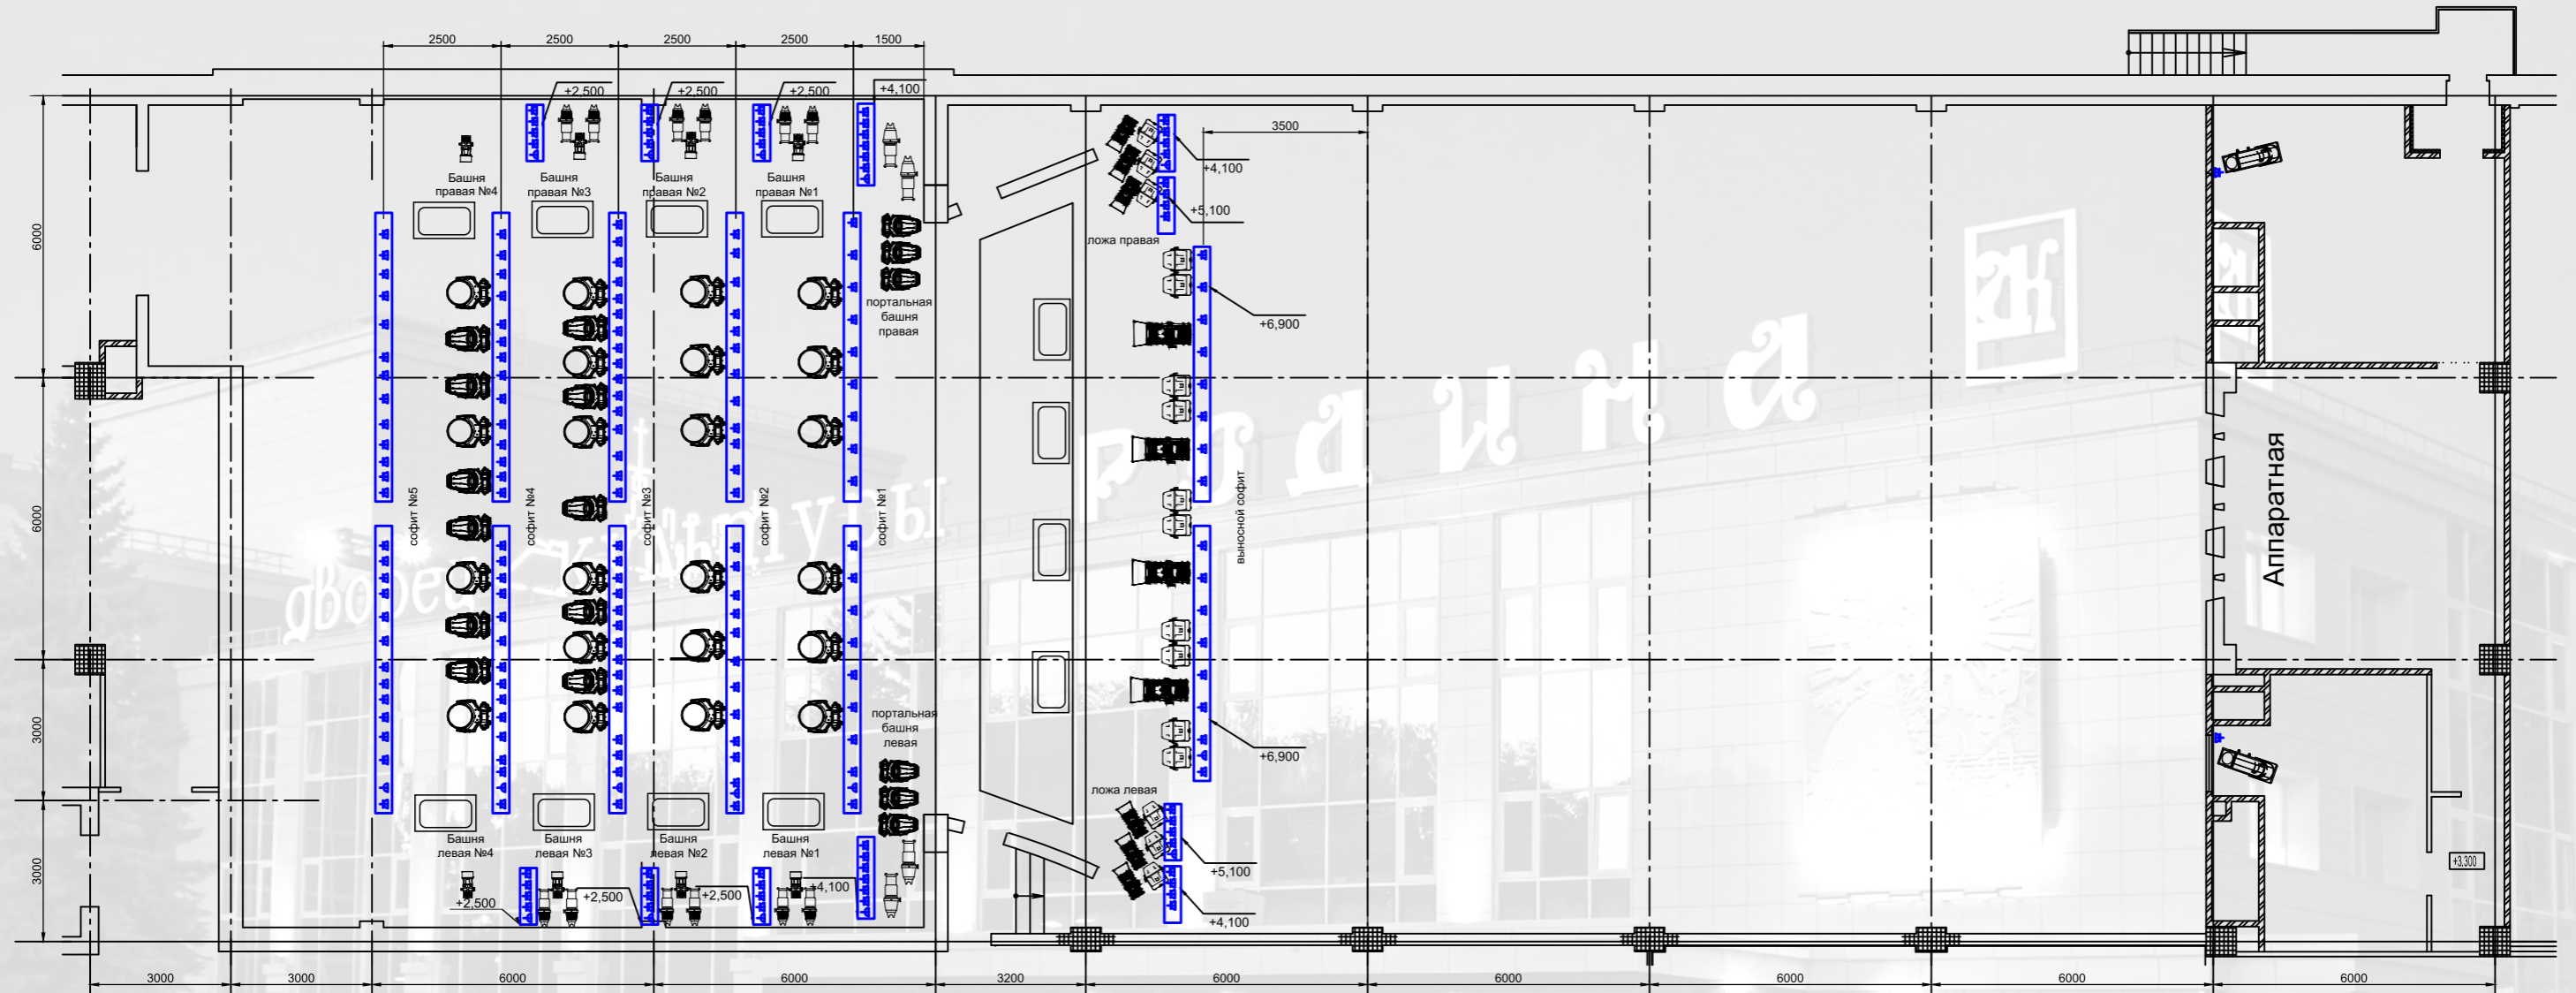 2500
2500
2500
2500
1500
+2,500
+2,500
+2,500
+4,100
3500
+4,100
+5,100
Башня
правая №4
Башня
правая №3
Башня
правая №2
Башня
правая №1
ложа правая
6000
портальная
башня
правая
+6,900
2К
Родина
дворец культуры
софит №5
софит №4
софит №3
софит №2
софит №1
выносной софит
Аппаратная
6000
портальная
башня
левая
3000
+6,900
ложа левая
Башня
левая №4
Башня
левая №3
Башня
левая №2
Башня
левая №1
3000
+2,500
+2,500
+2,500
+4,100
+5,100
+4,100
+3,300
3000
3000
6000
6000
3200
6000
6000
6000
6000
6000